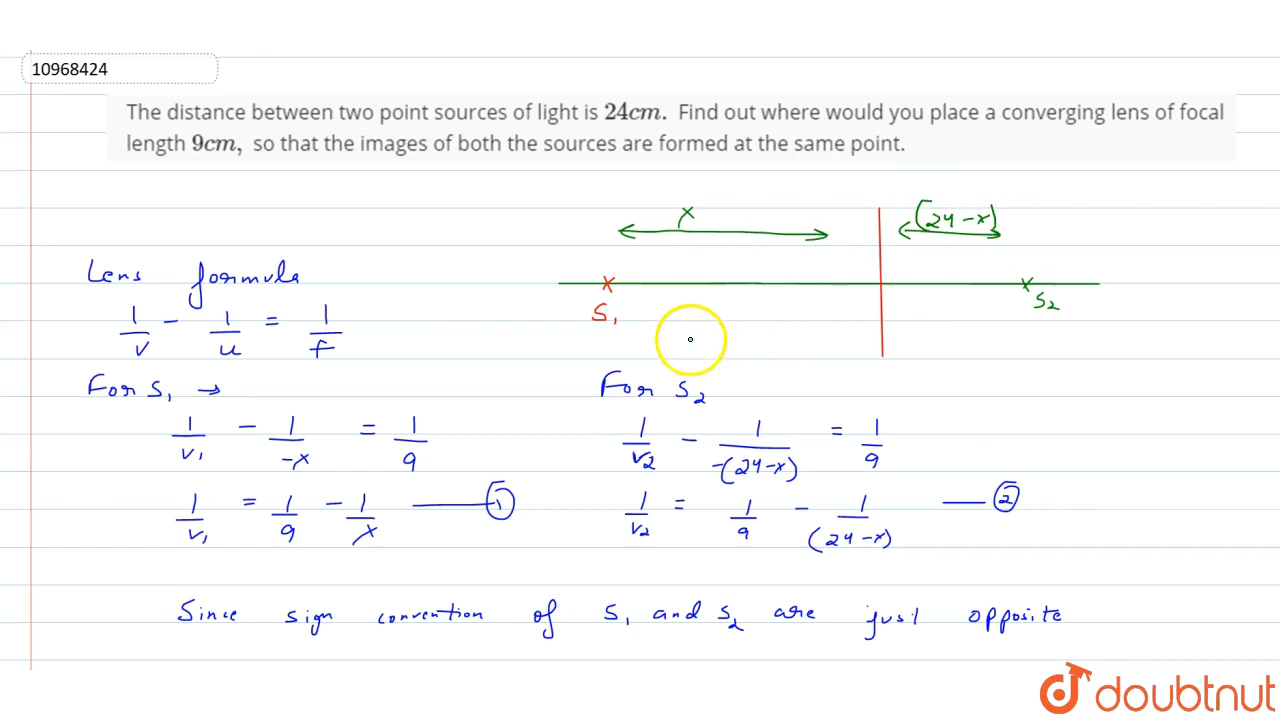 10968424
The distance between two point sources of light is 24cm. Find out where would you place a converging lens of focal
length 9cm, so that the images of both the sources are formed at the same point.
x
(24-x)
S₁
S₂
Lens formula
1/v - 1/u = 1/f
For S₁ →
1/v₁ - 1/-x = 1/9
1/v₁ = 1/9 - 1/x —— ①
For S₂
1/v₂ - 1/-(24-x) = 1/9
1/v₂ = 1/9 - 1/(24-x) —— ②
Since sign convention of S₁ and S₂ are just opposite
doubtnut